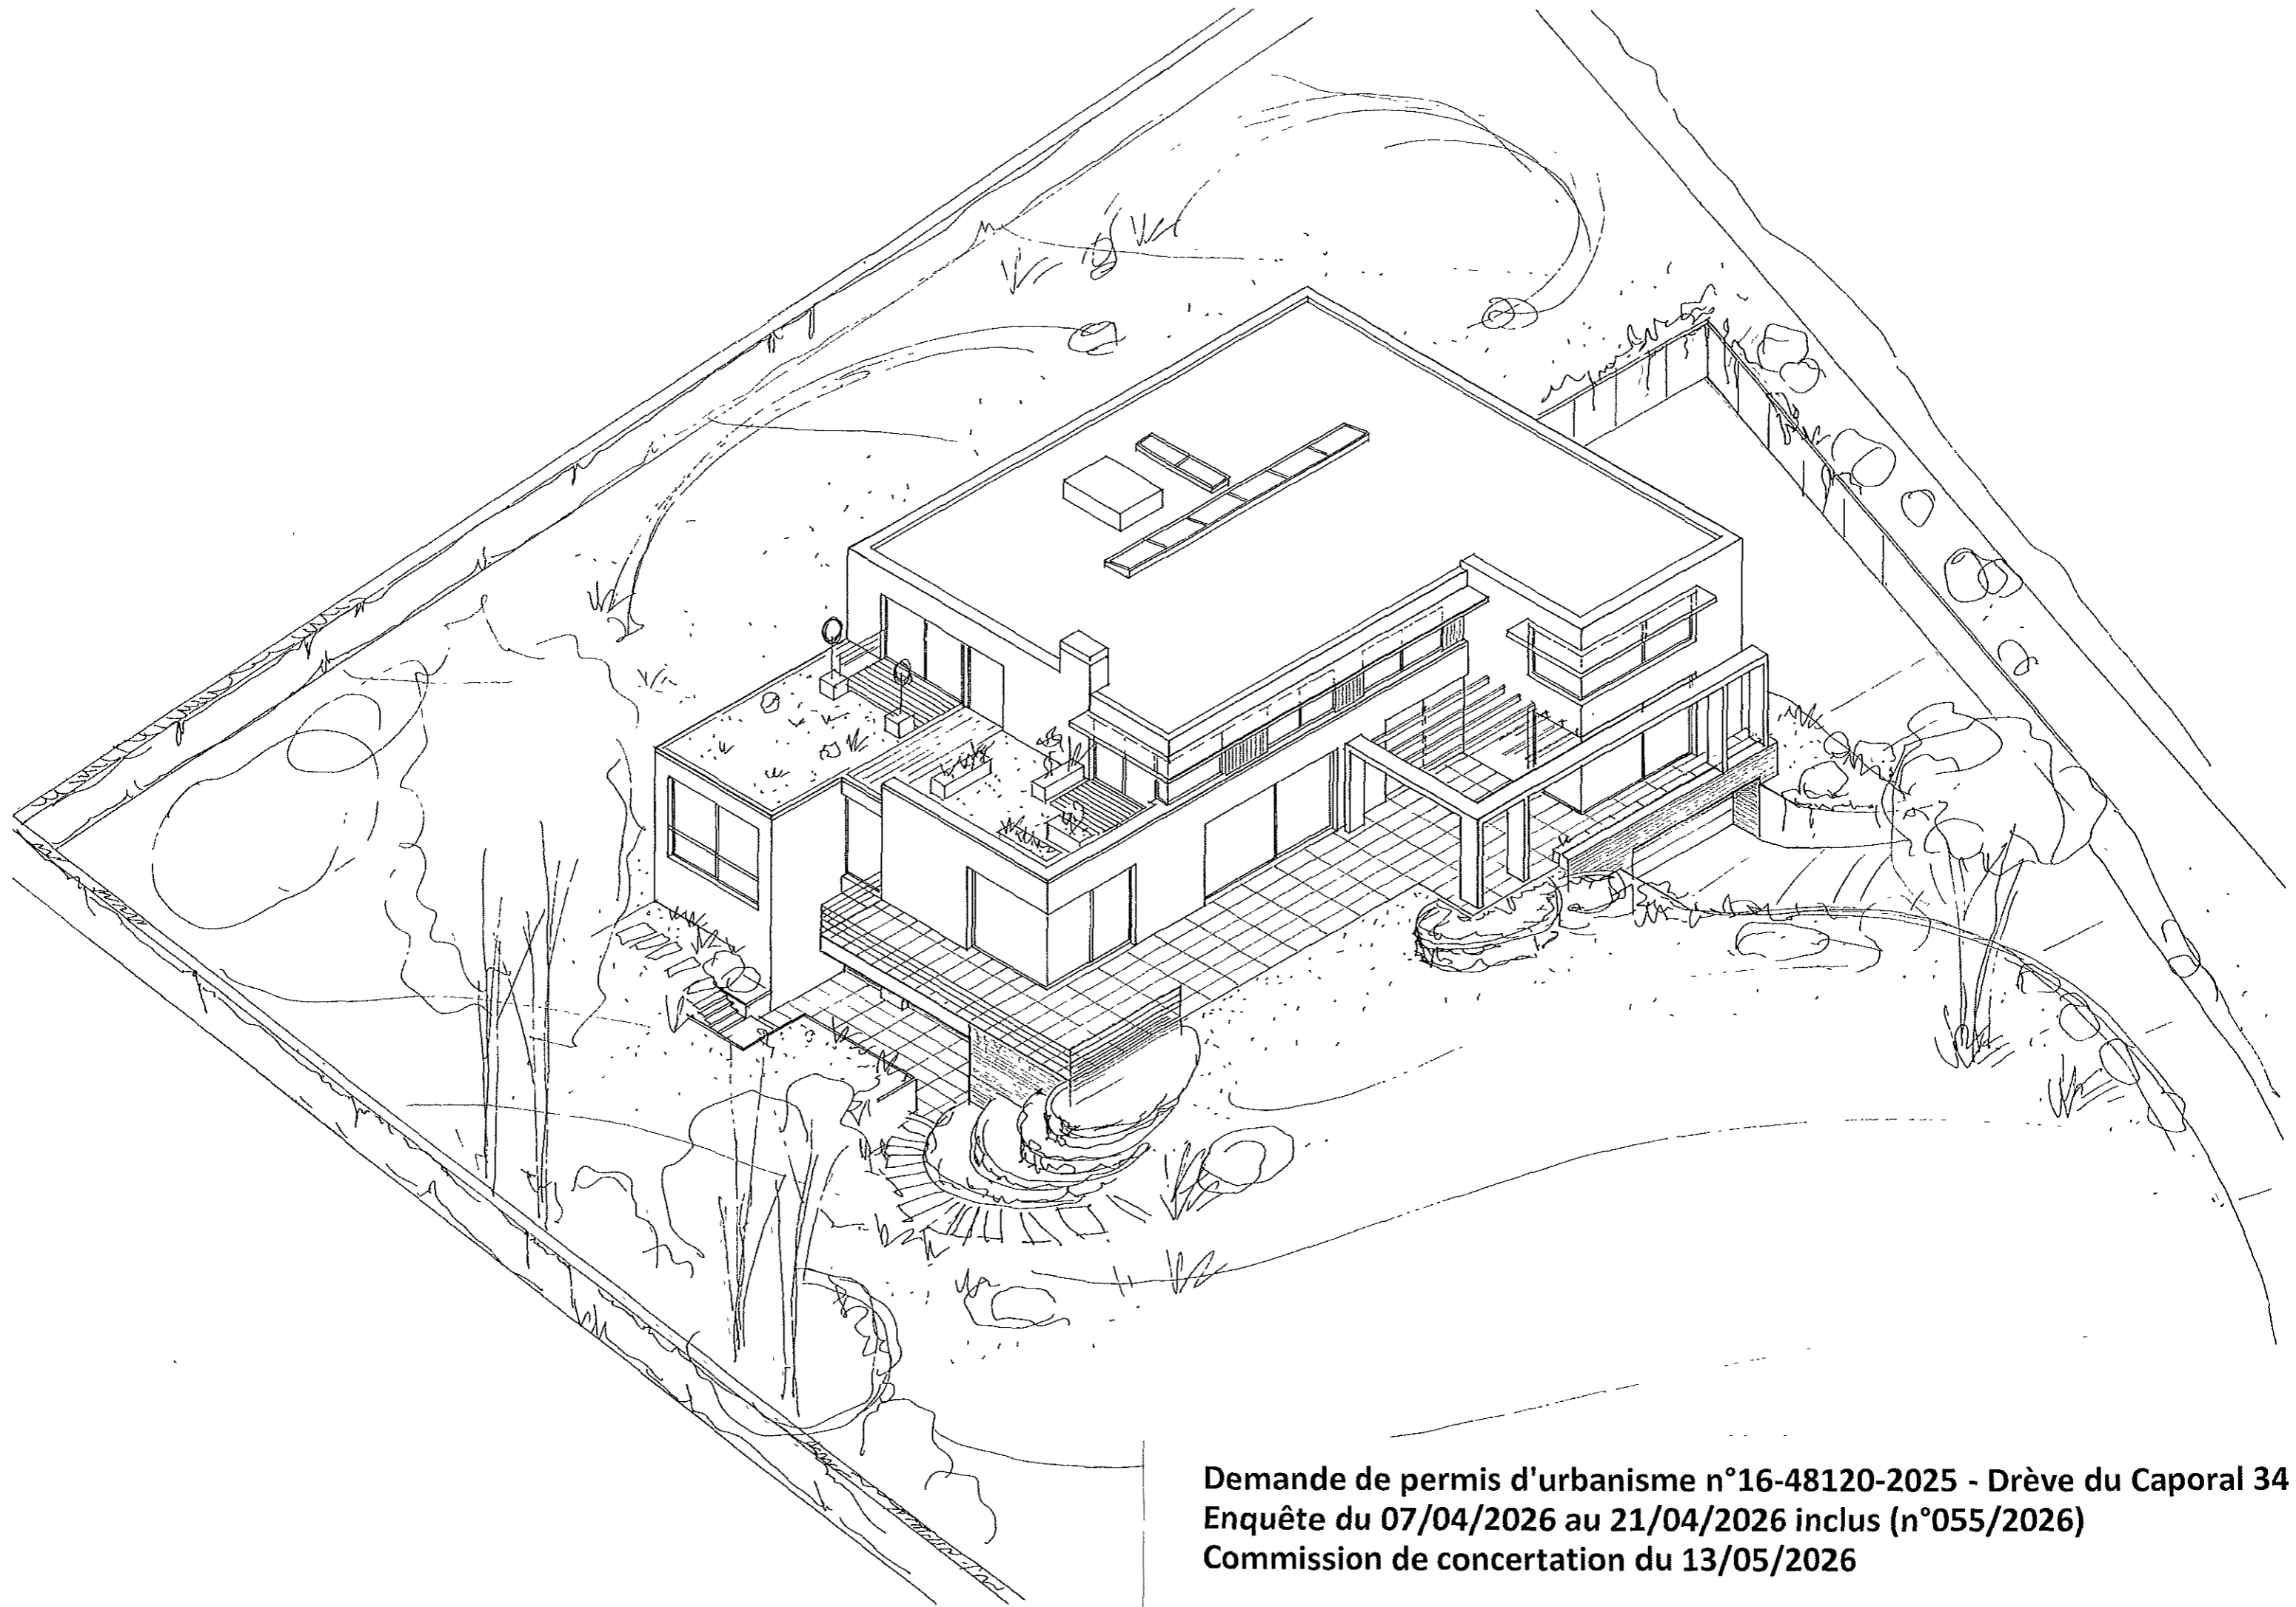 Demande de permis d'urbanisme n°16-48120-2025 - Drève du Caporal 34
Enquête du 07/04/2026 au 21/04/2026 inclus (n°055/2026)
Commission de concertation du 13/05/2026